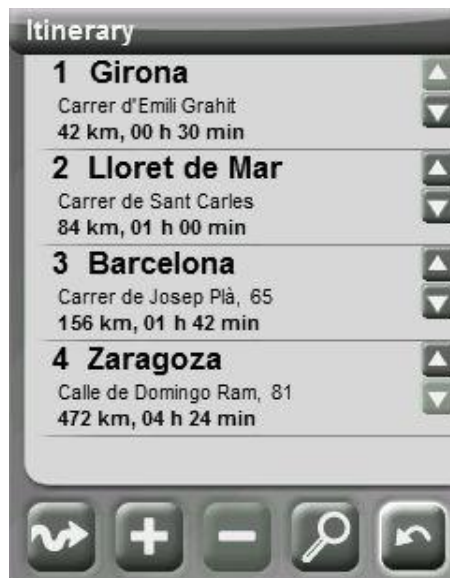 Itinerary
1 Girona
Carrer d'Emili Grahit
42 km, 00 h 30 min
2 Lloret de Mar
Carrer de Sant Carles
84 km, 01 h 00 min
3 Barcelona
Carrer de Josep Plà, 65
156 km, 01 h 42 min
4 Zaragoza
Calle de Domingo Ram, 81
472 km, 04 h 24 min